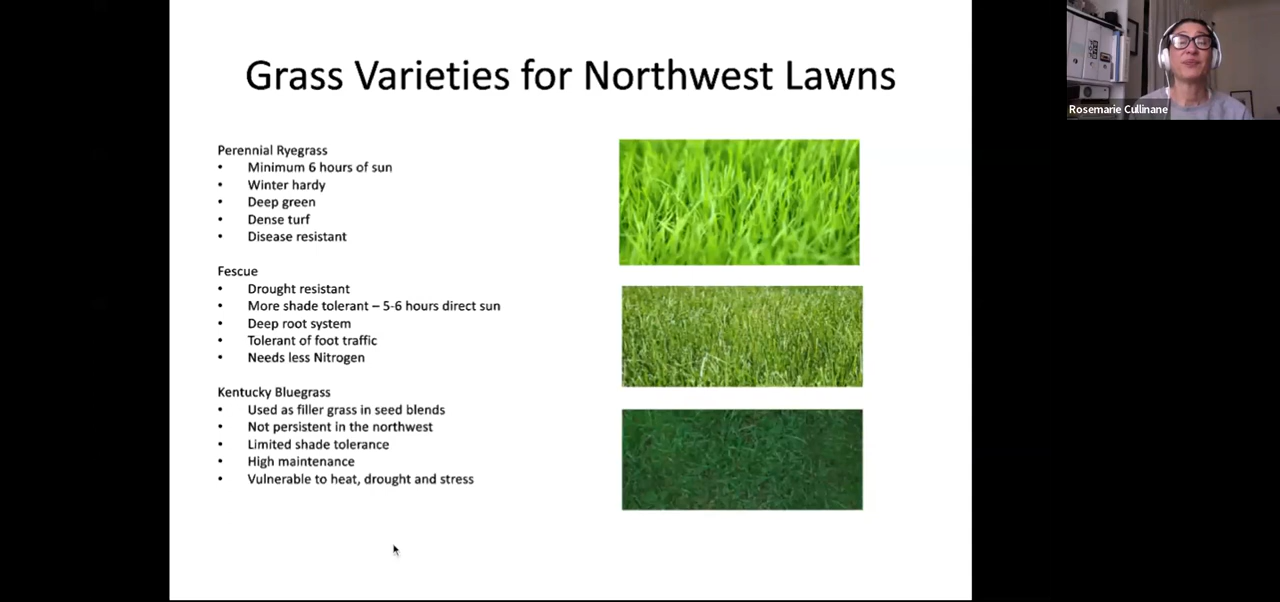 Grass Varieties for Northwest Lawns
Perennial Ryegrass
• Minimum 6 hours of sun
• Winter hardy
• Deep green
• Dense turf
• Disease resistant
Fescue
• Drought resistant
• More shade tolerant – 5-6 hours direct sun
• Deep root system
• Tolerant of foot traffic
• Needs less Nitrogen
Kentucky Bluegrass
• Used as filler grass in seed blends
• Not persistent in the northwest
• Limited shade tolerance
• High maintenance
• Vulnerable to heat, drought and stress
Rosemarie Cullinane